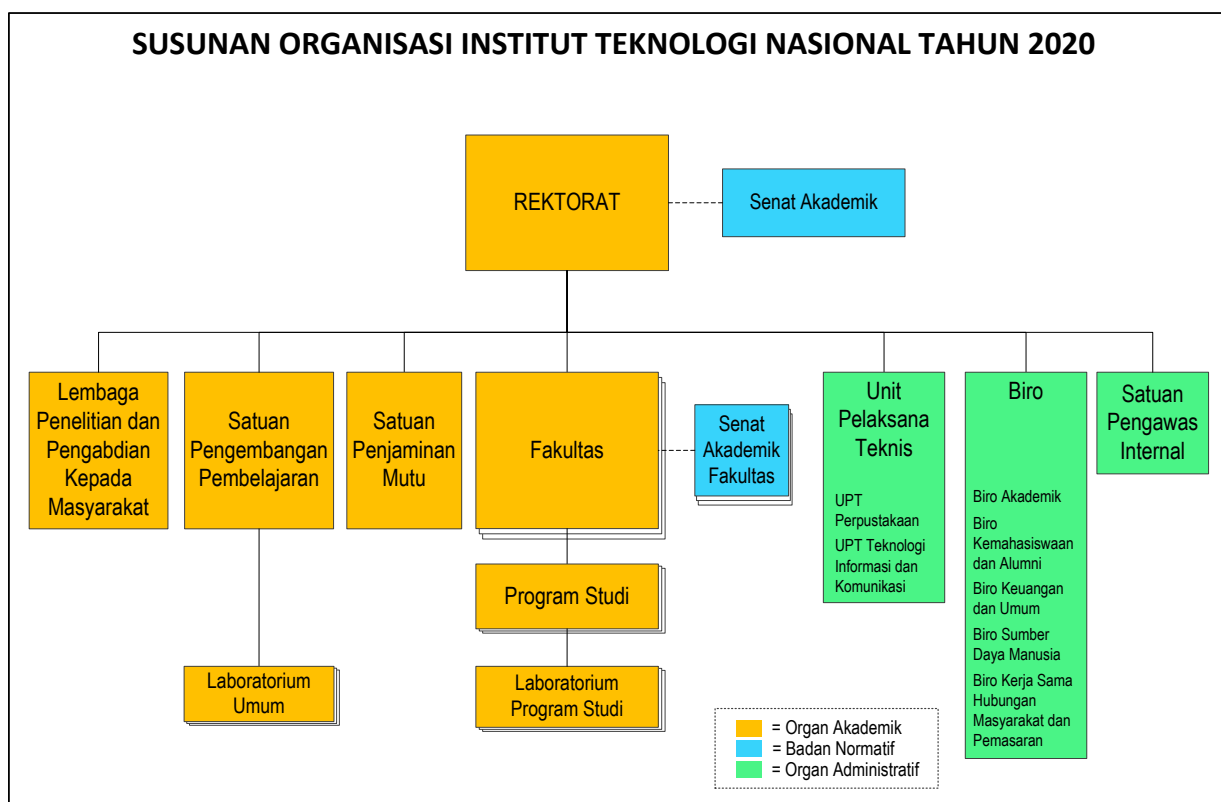 SUSUNAN ORGANISASI INSTITUT TEKNOLOGI NASIONAL TAHUN 2020
REKTORAT
Senat Akademik
Lembaga
Penelitian dan
Pengabdian
Kepada
Masyarakat
Satuan
Pengembangan
Pembelajaran
Satuan
Penjaminan
Mutu
Fakultas
Senat
Akademik
Fakultas
Unit
Pelaksana
Teknis
UPT
Perpustakaan
UPT Teknologi
Informasi dan
Komunikasi
Biro
Biro Akademik
Biro
Kemahasiswaan
dan Alumni
Biro Keuangan
dan Umum
Biro Sumber
Daya Manusia
Biro Kerja Sama
Hubungan
Masyarakat dan
Pemasaran
Satuan
Pengawas
Internal
Program Studi
Laboratorium
Umum
Laboratorium
Program Studi
= Organ Akademik
= Badan Normatif
= Organ Administratif